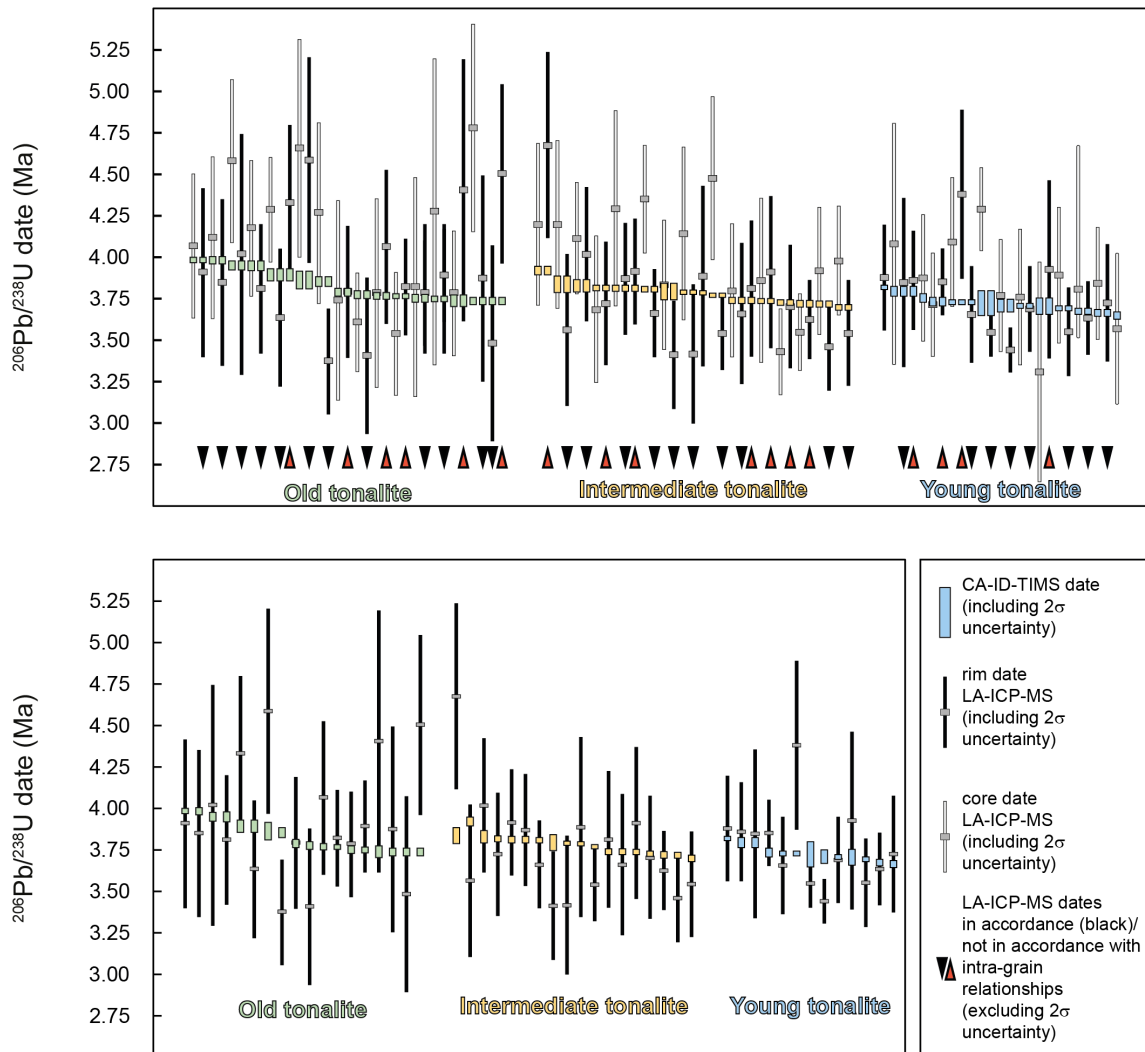 206Pb/238U date (Ma)
5.25
5.00
4.75
4.50
4.25
4.00
3.75
3.50
3.25
3.00
2.75
Old tonalite
Intermediate tonalite
Young tonalite
206Pb/238U date (Ma)
5.25
5.00
4.75
4.50
4.25
4.00
3.75
3.50
3.25
3.00
2.75
Old tonalite
Intermediate tonalite
Young tonalite
CA-ID-TIMS date
(including 2σ
uncertainty)
rim date
LA-ICP-MS
(including 2σ
uncertainty)
core date
LA-ICP-MS
(including 2σ
uncertainty)
LA-ICP-MS dates
in accordance (black)/
not in accordance with
intra-grain
relationships
(excluding 2σ
uncertainty)